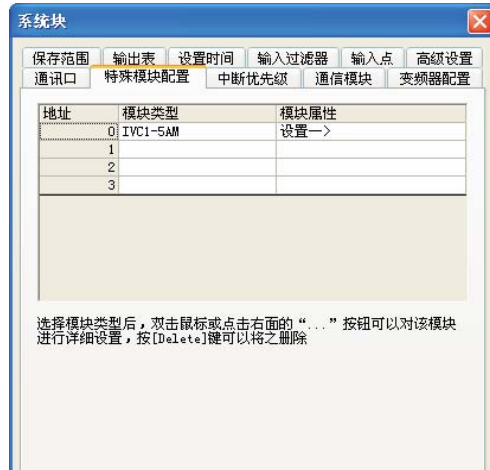 系统块
保存范围 输出表 设置时间 输入过滤器 输入点 高级设置
通讯口 特殊模块配置 中断优先级 通信模块 变频器配置
地址 模块类型 模块属性
0 IVC1-5AM 设置—>
1
2
3
选择模块类型后，双击鼠标或点击右面的“...”按钮可以对该模块
进行详细设置，按[Delete]键可以将之删除